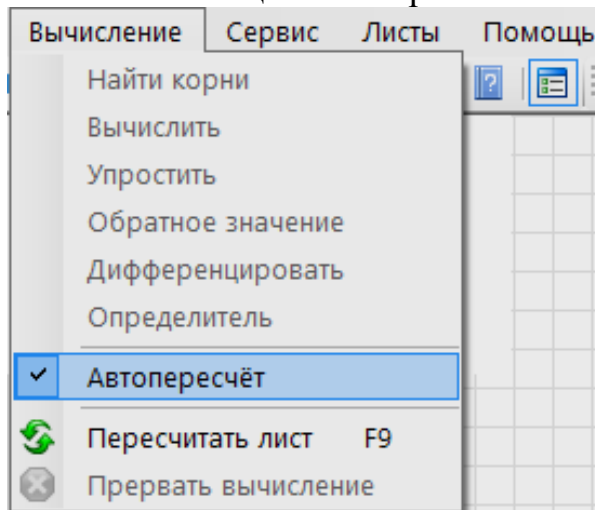 Вычисление Сервис Листы Помощь
Найти корни
Вычислить
Упростить
Обратное значение
Дифференцировать
Определитель
Автопересчёт
Пересчитать лист F9
Прервать вычисление